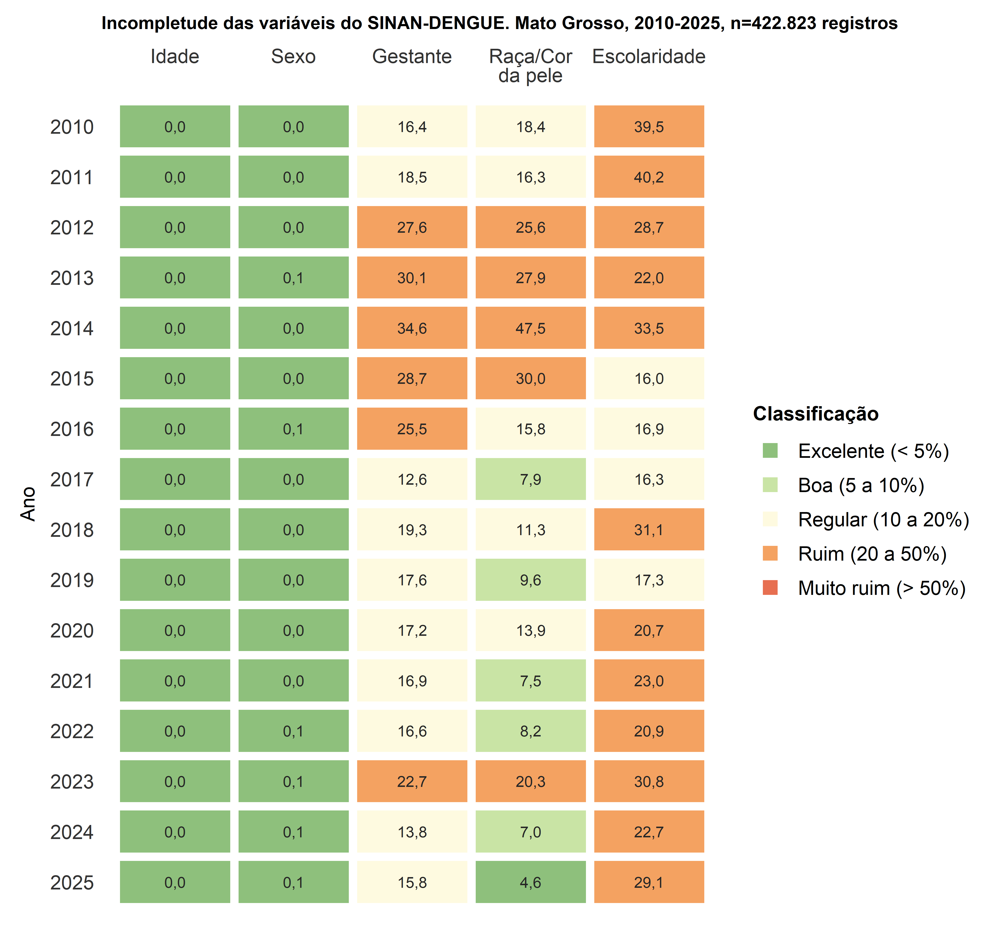 Incompletude das variáveis do SINAN-DENGUE. Mato Grosso, 2010-2025, n=422.823 registros
Idade Sexo Gestante Raça/Cor da pele Escolaridade
2010 0,0 0,0 16,4 18,4 39,5
2011 0,0 0,0 18,5 16,3 40,2
2012 0,0 0,0 27,6 25,6 28,7
2013 0,0 0,1 30,1 27,9 22,0
2014 0,0 0,0 34,6 47,5 33,5
2015 0,0 0,0 28,7 30,0 16,0
2016 0,0 0,1 25,5 15,8 16,9
2017 0,0 0,0 12,6 7,9 16,3
2018 0,0 0,0 19,3 11,3 31,1
2019 0,0 0,0 17,6 9,6 17,3
2020 0,0 0,0 17,2 13,9 20,7
2021 0,0 0,0 16,9 7,5 23,0
2022 0,0 0,1 16,6 8,2 20,9
2023 0,0 0,1 22,7 20,3 30,8
2024 0,0 0,1 13,8 7,0 22,7
2025 0,0 0,1 15,8 4,6 29,1
Ano
Classificação
Excelente (< 5%)
Boa (5 a 10%)
Regular (10 a 20%)
Ruim (20 a 50%)
Muito ruim (> 50%)